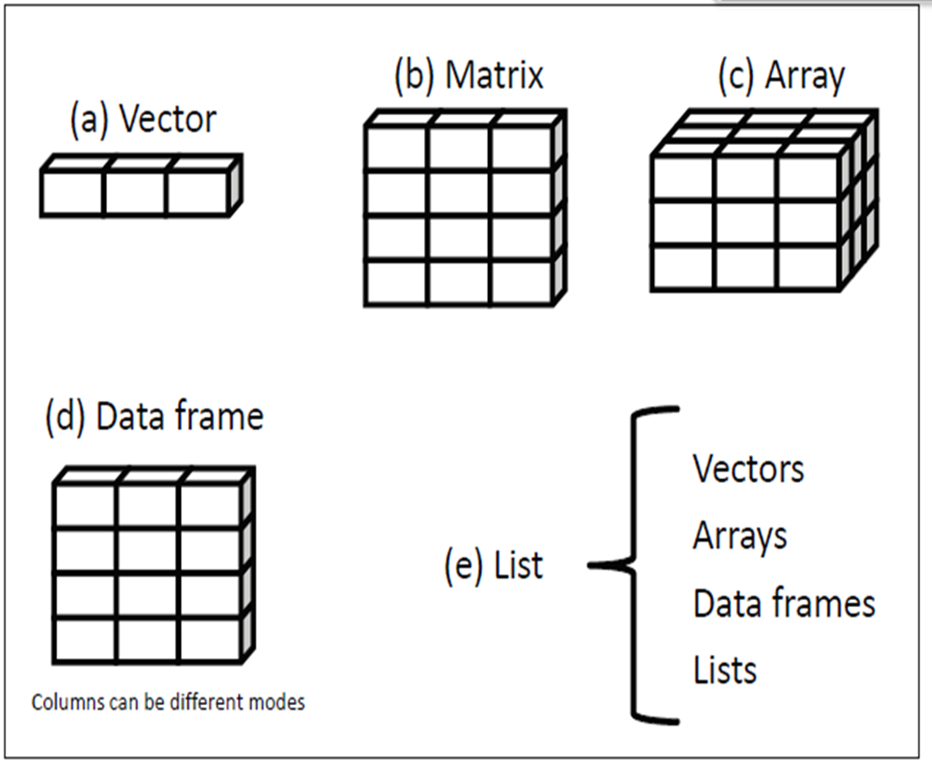 (a) Vector
(b) Matrix
(c) Array
(d) Data frame
Columns can be different modes
(e) List
Vectors
Arrays
Data frames
Lists